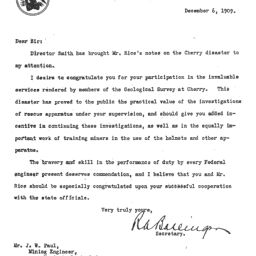 December 6, 1909.
Dear Sir:
Director Smith has brought Mr. Rice's notes on the Cherry disaster to
my attention.
I desire to congratulate you for your participation in the invaluable
services rendered by members of the Geological Survey at Cherry. This
disaster has proved to the public the practical value of the investigations
of rescue apparatus under your supervision, and should give you added in-
centive in continuing these investigations, as well as in the equally import-
work of training miners in the use of the helmets and other ap-
paratus.
The bravery and skill in the performance of duty by every Federal
engineer present deserves commendation, and I believe that you and Mr.
Rice should be especially congratulated upon your successful cooperation
with the state officials.
Very truly yours,
R A Ballinger
Secretary.
Mr. J. W. Paul,
Mining Engineer,